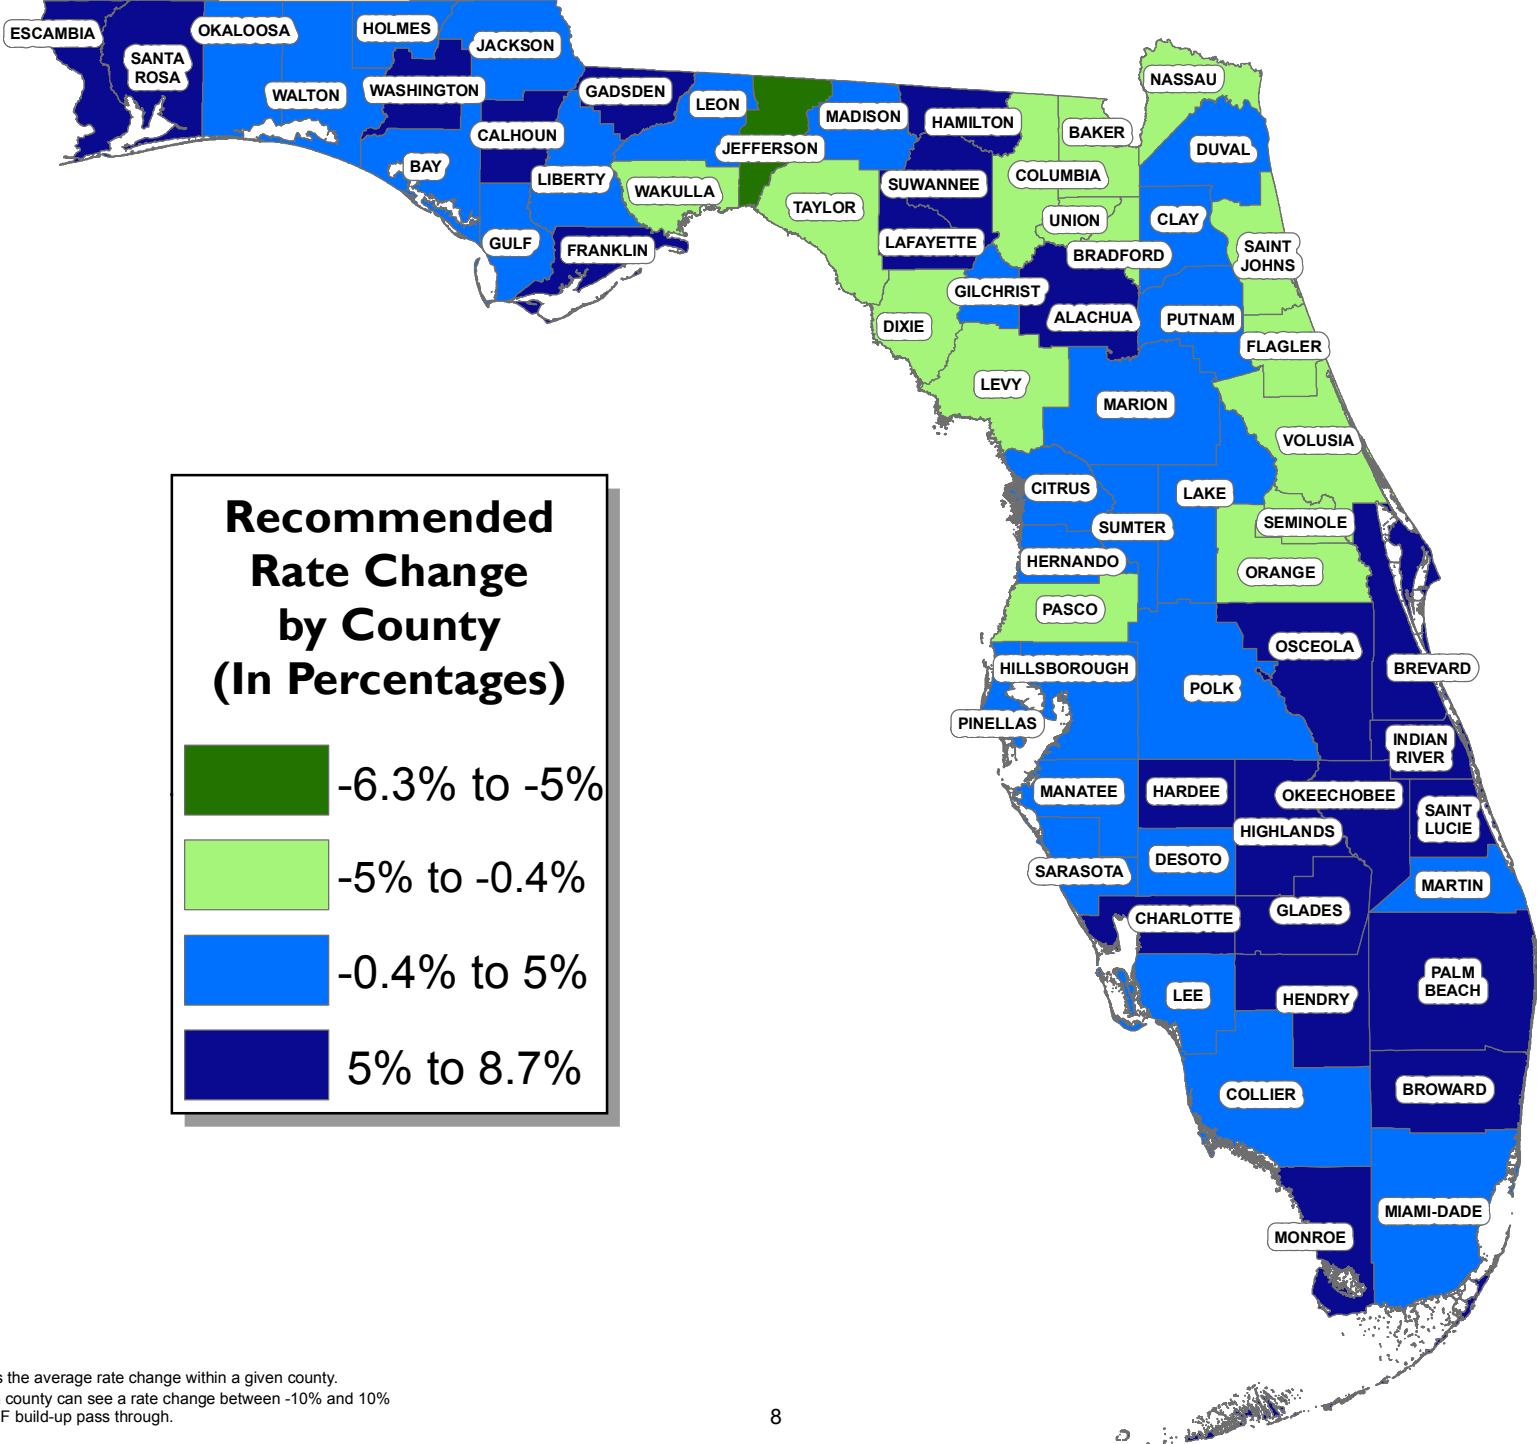 ESCAMBIA
SANTA
ROSA
OKALOOSA
WALTON
HOLMES
JACKSON
WASHINGTON
CALHOUN
BAY
GULF
LIBERTY
FRANKLIN
GADSDEN
LEON
WAKULLA
JEFFERSON
MADISON
TAYLOR
HAMILTON
SUWANNEE
LAFAYETTE
DIXIE
COLUMBIA
BAKER
NASSAU
DUVAL
UNION
CLAY
BRADFORD
SAINT
JOHNS
GILCHRIST
ALACHUA
PUTNAM
FLAGLER
LEVY
MARION
VOLUSIA
CITRUS
LAKE
SUMTER
SEMINOLE
HERNANDO
ORANGE
PASCO
OSCEOLA
HILLSBOROUGH
POLK
BREVARD
PINELLAS
INDIAN
RIVER
MANATEE
HARDEE
OKEECHOBEE
SAINT
LUCIE
HIGHLANDS
SARASOTA
DESOTO
MARTIN
CHARLOTTE
GLADES
LEE
HENDRY
PALM
BEACH
COLLIER
BROWARD
MIAMI-DADE
MONROE
Recommended
Rate Change
by County
(In Percentages)
-6.3% to -5%
-5% to -0.4%
-0.4% to 5%
5% to 8.7%
s the average rate change within a given county.
county can see a rate change between -10% and 10%
F build-up pass through.
8